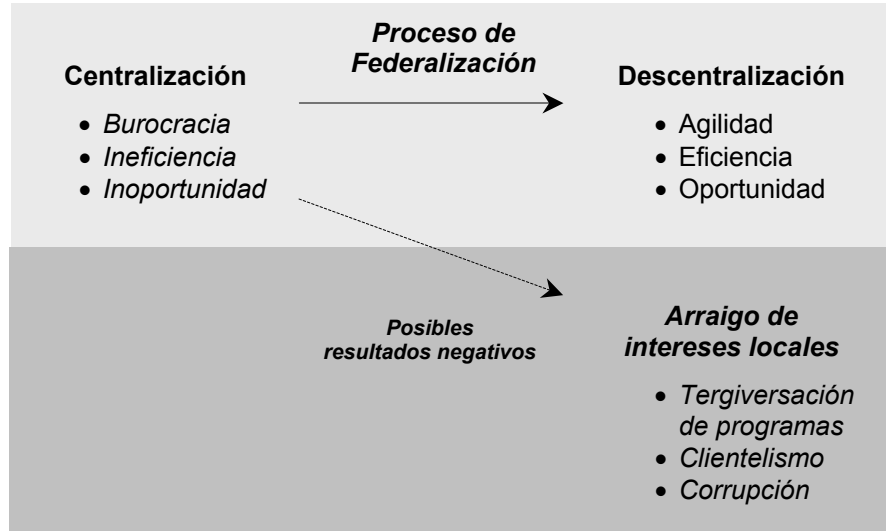 Proceso de
Federalización
Centralización
• Burocracia
• Ineficiencia
• Inoportunidad
Descentralización
• Agilidad
• Eficiencia
• Oportunidad
Posibles
resultados negativos
Arraigo de
intereses locales
• Tergiversación
de programas
• Clientelismo
• Corrupción